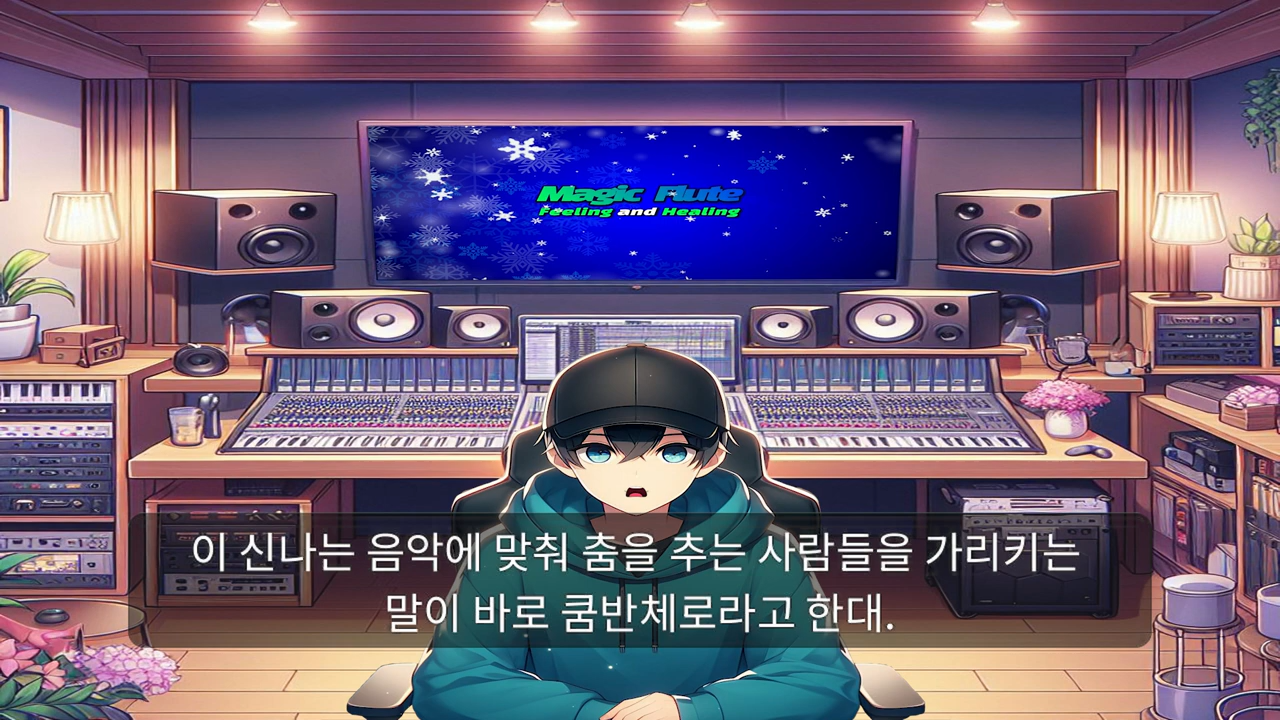 Magic Flute
Feeling and Healing
이 신나는 음악에 맞춰 춤을 추는 사람들을 가리키는
말이 바로 쿰반체로라고 한대.